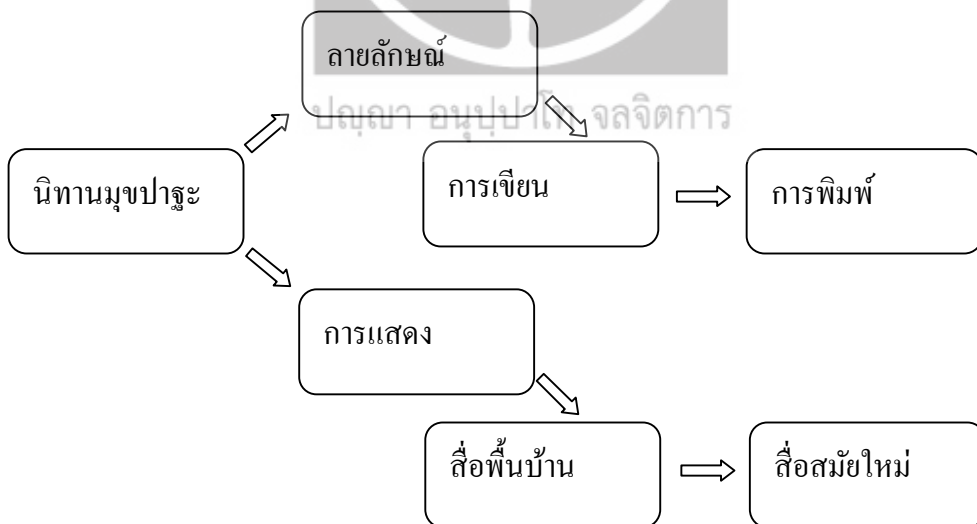 ลายลักษณ์
ปญฺญา อนุปฺปาโท จลจิตการ
นิทานมุขปาฐะ
การเขียน
การพิมพ์
การแสดง
สื่อพื้นบ้าน
สื่อสมัยใหม่